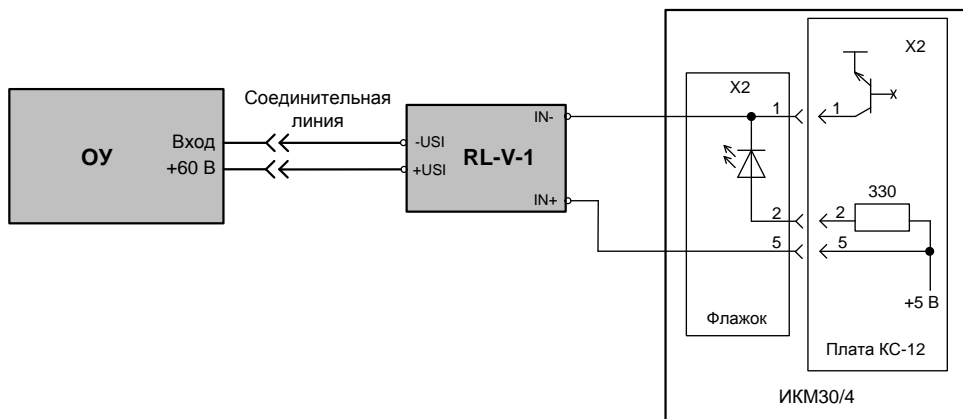 ОУ
Вход
+60 В
Соединительная
линия
-USI
+USI
RL-V-1
IN-
IN+
X2
1
2
5
Флажок
X2
1
2
5
330
+5 В
Плата КС-12
ИКМ30/4